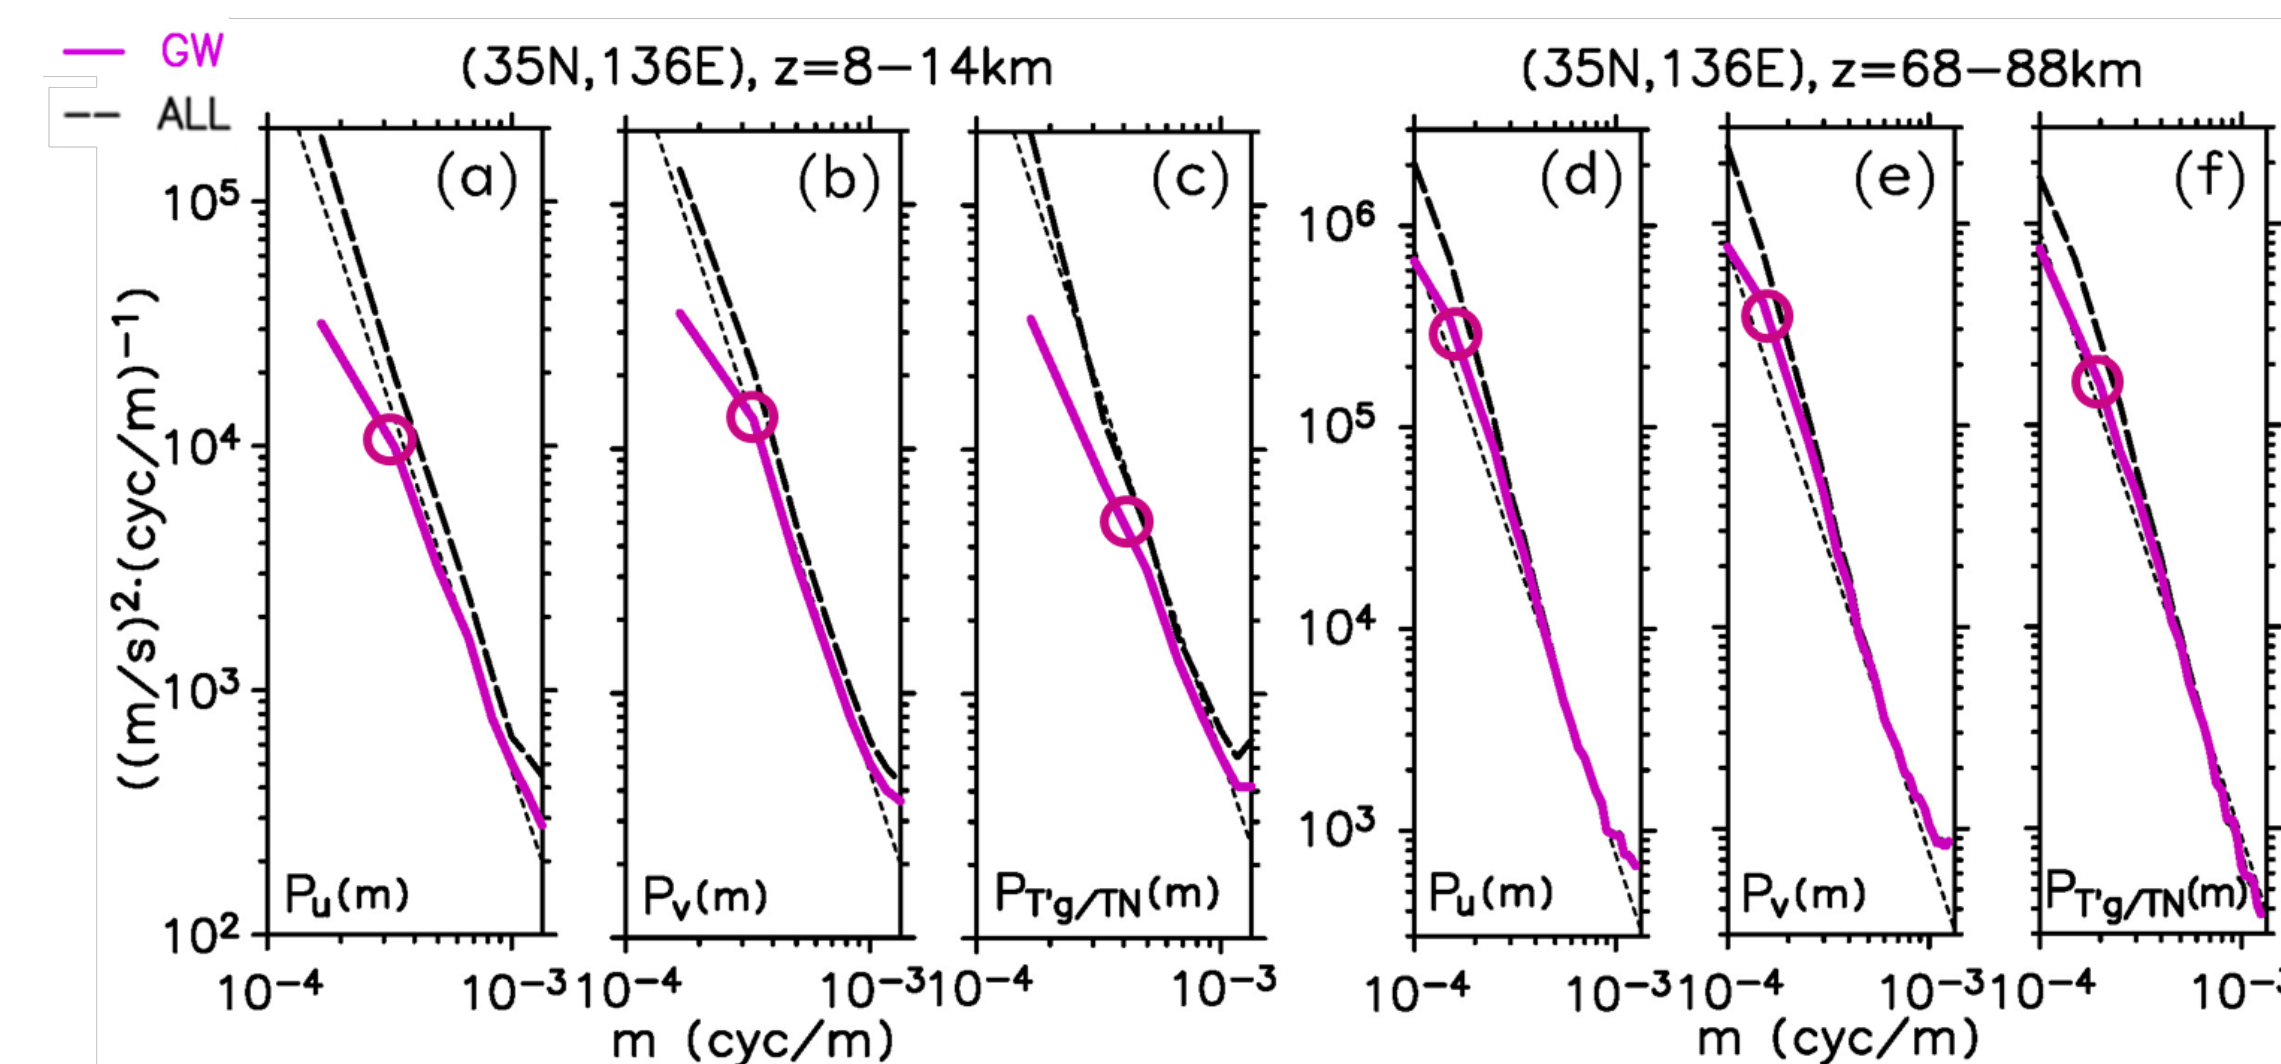 GW
ALL
(35N,136E), z=8−14km
(35N,136E), z=68−88km
(a)
(b)
(c)
(d)
(e)
(f)
((m/s)²·(cyc/m)⁻¹)
10⁵
10⁴
10³
10²
10⁶
10⁵
10⁴
10³
Pu(m)
Pv(m)
PT'g/TN(m)
Pu(m)
Pv(m)
PT'g/TN(m)
10⁻⁴ 10⁻³ 10⁻⁴ 10⁻³ 10⁻⁴ 10⁻³
10⁻⁴ 10⁻³ 10⁻⁴ 10⁻³ 10⁻⁴
m (cyc/m)
m (cyc/m)